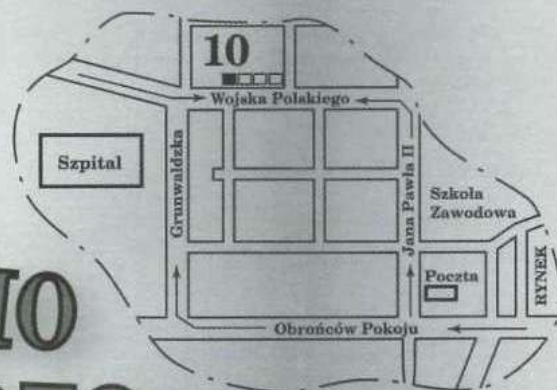 10
Wojska Polskiego
Szpital
Grunwaldzka
Jana Pawła II
Szkoła
Zawodowa
Poczta
RYNEK
Obrońców Pokoju